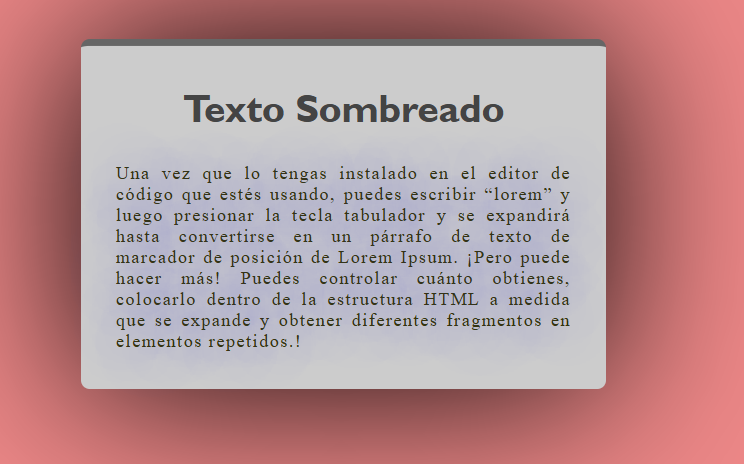 Texto Sombreado
Una vez que lo tengas instalado en el editor de
código que estés usando, puedes escribir “lorem” y
luego presionar la tecla tabulador y se expandirá
hasta convertirse en un párrafo de texto de
marcador de posición de Lorem Ipsum. ¡Pero puede
hacer más! Puedes controlar cuánto obtienes,
colocarlo dentro de la estructura HTML a medida
que se expande y obtener diferentes fragmentos en
elementos repetidos.!